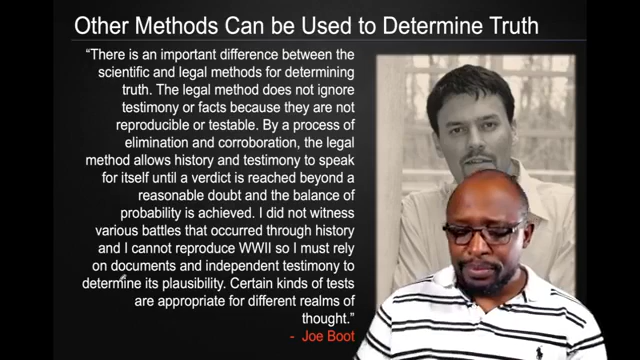 Other Methods Can be Used to Determine Truth
“There is an important difference between the
scientific and legal methods for determining
truth. The legal method does not ignore
testimony or facts because they are not
reproducible or testable. By a process of
elimination and corroboration, the legal
method allows history and testimony to speak
for itself until a verdict is reached beyond a
reasonable doubt and the balance of
probability is achieved. I did not witness
various battles that occurred through history
and I cannot reproduce WWII so I must rely
on documents and independent testimony to
determine its plausibility. Certain kinds of tests
are appropriate for different realms of
thought.”
- Joe Boot